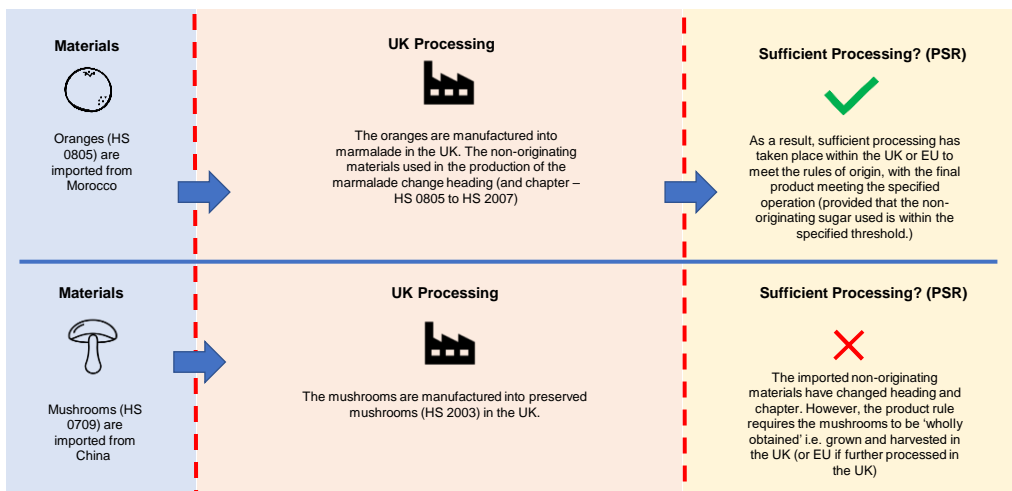 Materials
Oranges (HS
0805) are
imported from
Morocco
UK Processing
The oranges are manufactured into
marmalade in the UK. The non-originating
materials used in the production of the
marmalade change heading (and chapter –
HS 0805 to HS 2007)
Sufficient Processing? (PSR)
As a result, sufficient processing has
taken place within the UK or EU to
meet the rules of origin, with the final
product meeting the specified
operation (provided that the non-
originating sugar used is within the
specified threshold.)
Materials
Mushrooms (HS
0709) are
imported from
China
UK Processing
The mushrooms are manufactured into preserved
mushrooms (HS 2003) in the UK.
Sufficient Processing? (PSR)
The imported non-originating
materials have changed heading and
chapter. However, the product rule
requires the mushrooms to be ‘wholly
obtained’ i.e. grown and harvested in
the UK (or EU if further processed in
the UK)